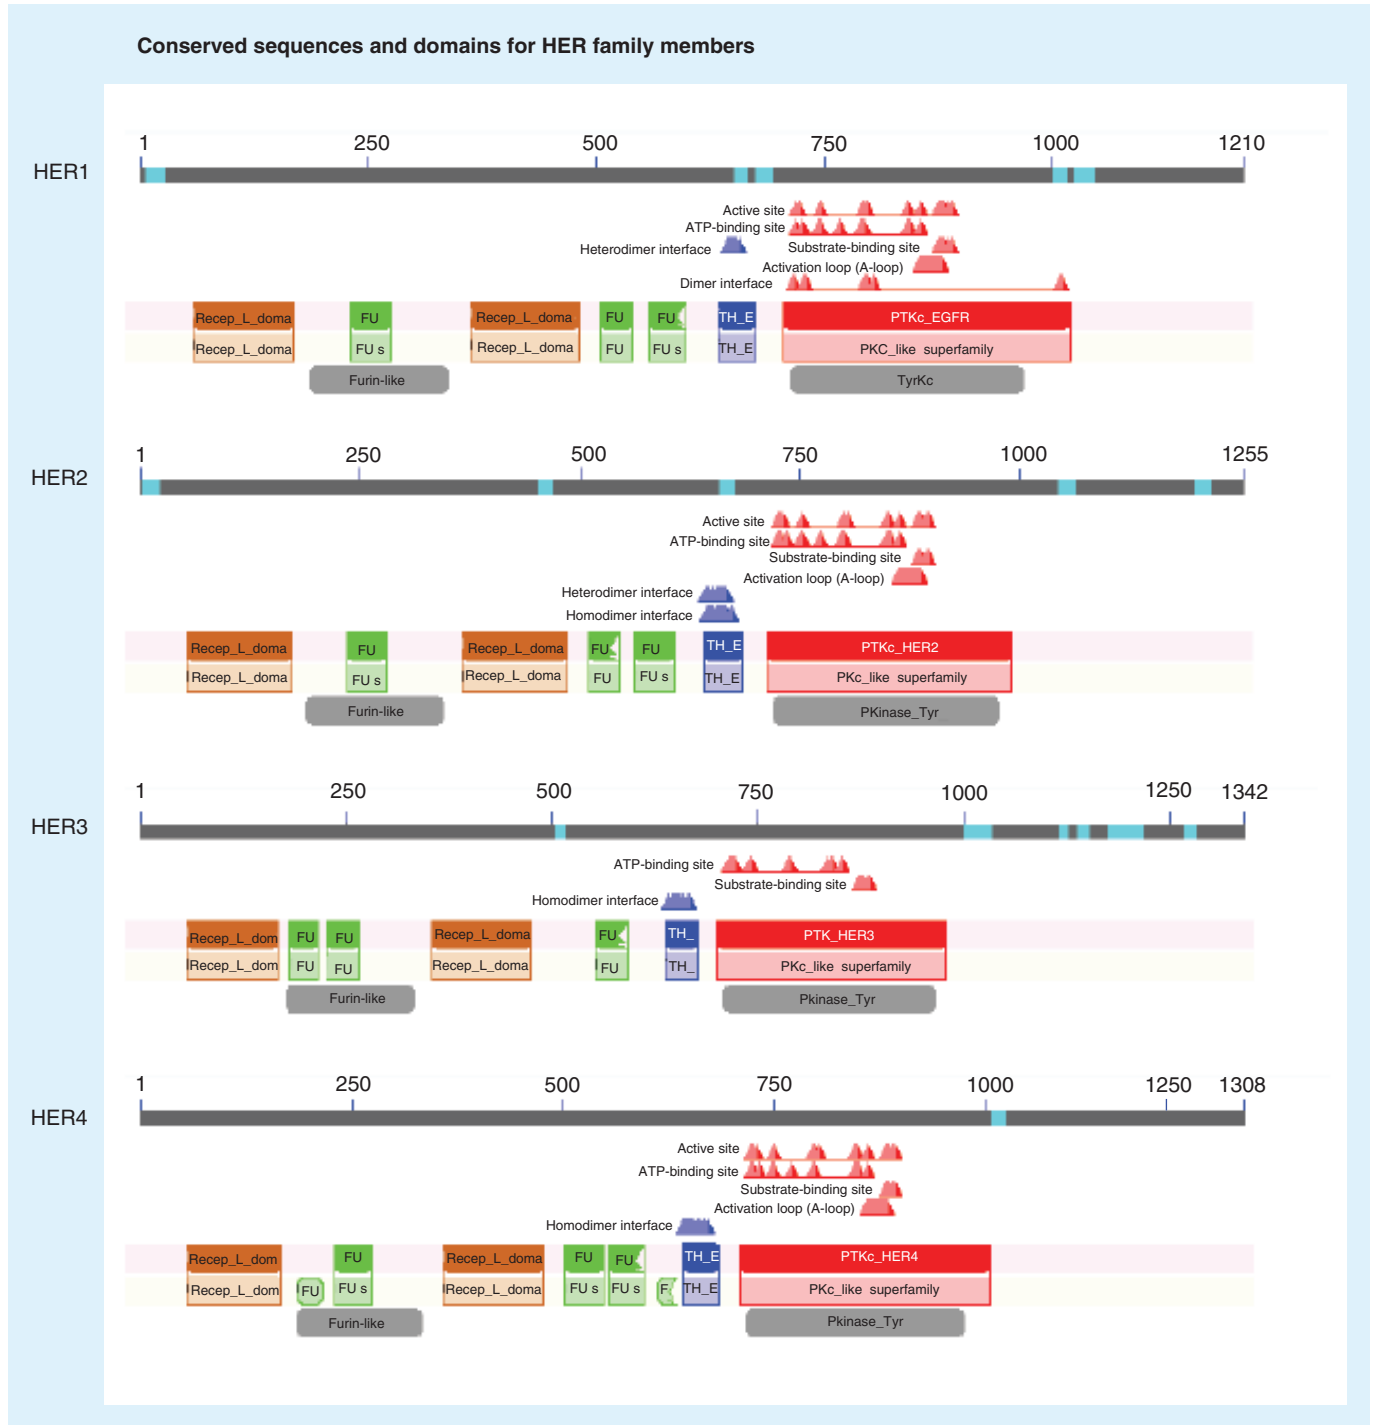 Conserved sequences and domains for HER family members
1 250 500 750 1000 1210
HER1
Active site
ATP-binding site
Heterodimer interface Substrate-binding site
Activation loop (A-loop)
Dimer interface
Recep_L_doma FU Recep_L_doma FU FU TH_E PTKc_EGFR
Recep_L_doma FU s Recep_L_doma FU FU s TH_E PKC_like superfamily
Furin-like TyrKc
1 250 500 750 1000 1255
HER2
Active site
ATP-binding site
Substrate-binding site
Activation loop (A-loop)
Heterodimer interface
Homodimer interface
Recep_L_doma FU Recep_L_doma FU FU TH_E PTKc_HER2
Recep_L_doma FU s Recep_L_doma FU FU s TH_E PKc_like superfamily
Furin-like PKinase_Tyr
1 250 500 750 1000 1250 1342
HER3
ATP-binding site
Substrate-binding site
Homodimer interface
Recep_L_dom FU FU Recep_L_doma FU TH_ PTK_HER3
Recep_L_dom FU FU Recep_L_doma FU TH_ PKc_like superfamily
Furin-like Pkinase_Tyr
1 250 500 750 1000 1250 1308
HER4
Active site
ATP-binding site
Substrate-binding site
Activation loop (A-loop)
Homodimer interface
Recep_L_dom FU Recep_L_doma FU FU TH_E PTKc_HER4
Recep_L_dom FU FU s Recep_L_doma FU s FU s F TH_E PKc_like superfamily
Furin-like Pkinase_Tyr